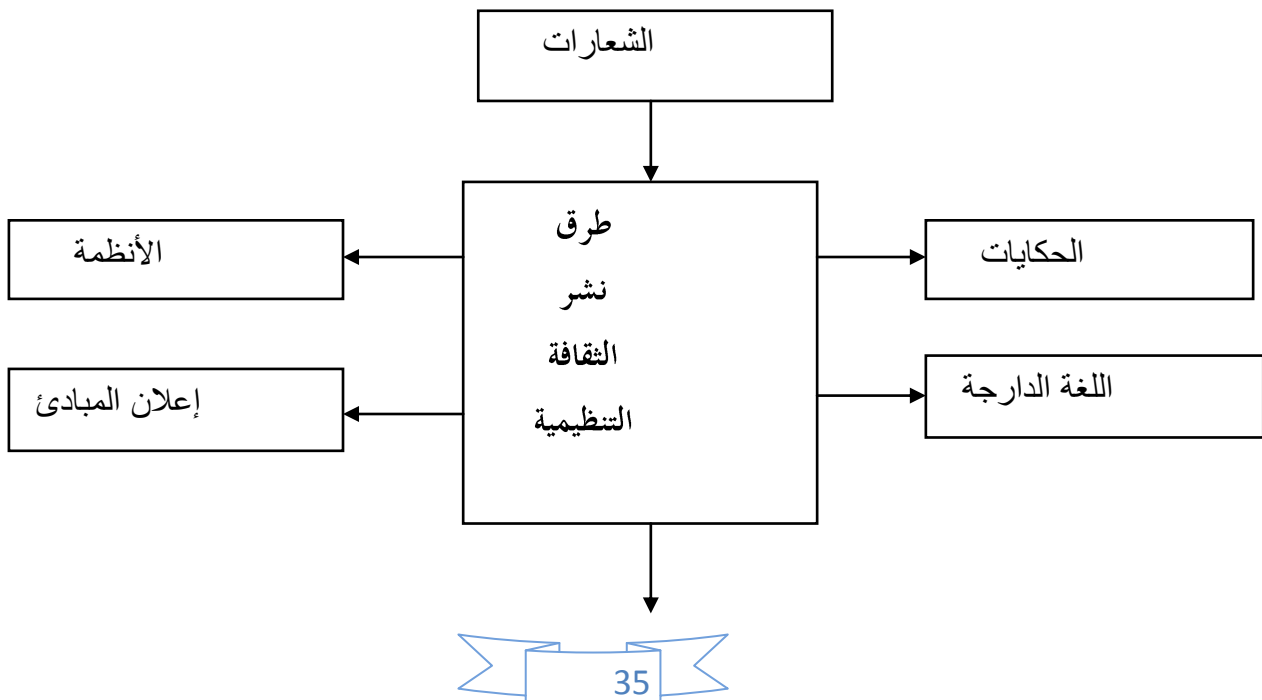 الشعارات
طرق
نشر
الثقافة
التنظيمية
الحكايات
الأنظمة
اللغة الدارجة
إعلان المبادئ
35